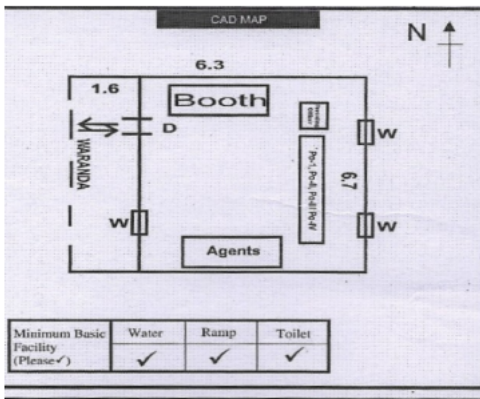 CAD MAP
N
6.3
1.6
Booth
D
WARANDA
W
6.7
Po-I, Po-II, Po-III Po-IV
W
W
Agents
Minimum Basic Facility (Please✓)
Water
Ramp
Toilet
✓
✓
✓